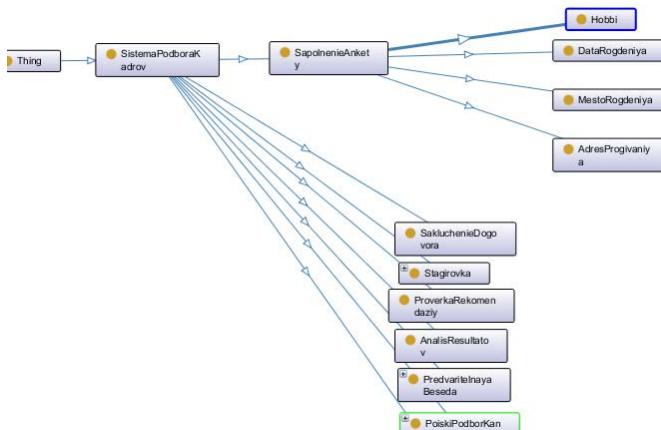 Hobbi
DataRogdeniya
Thing
SistemaPodboraK
adrov
SapolnenieAnket
y
MestoRogdeniya
AdresProgivaniy
a
SakluchenieDogo
vora
Stagirovka
ProverkaRekomen
daziy
AnalisResultato
v
Predvaritelnaya
Beseda
PoiskiPodborKan